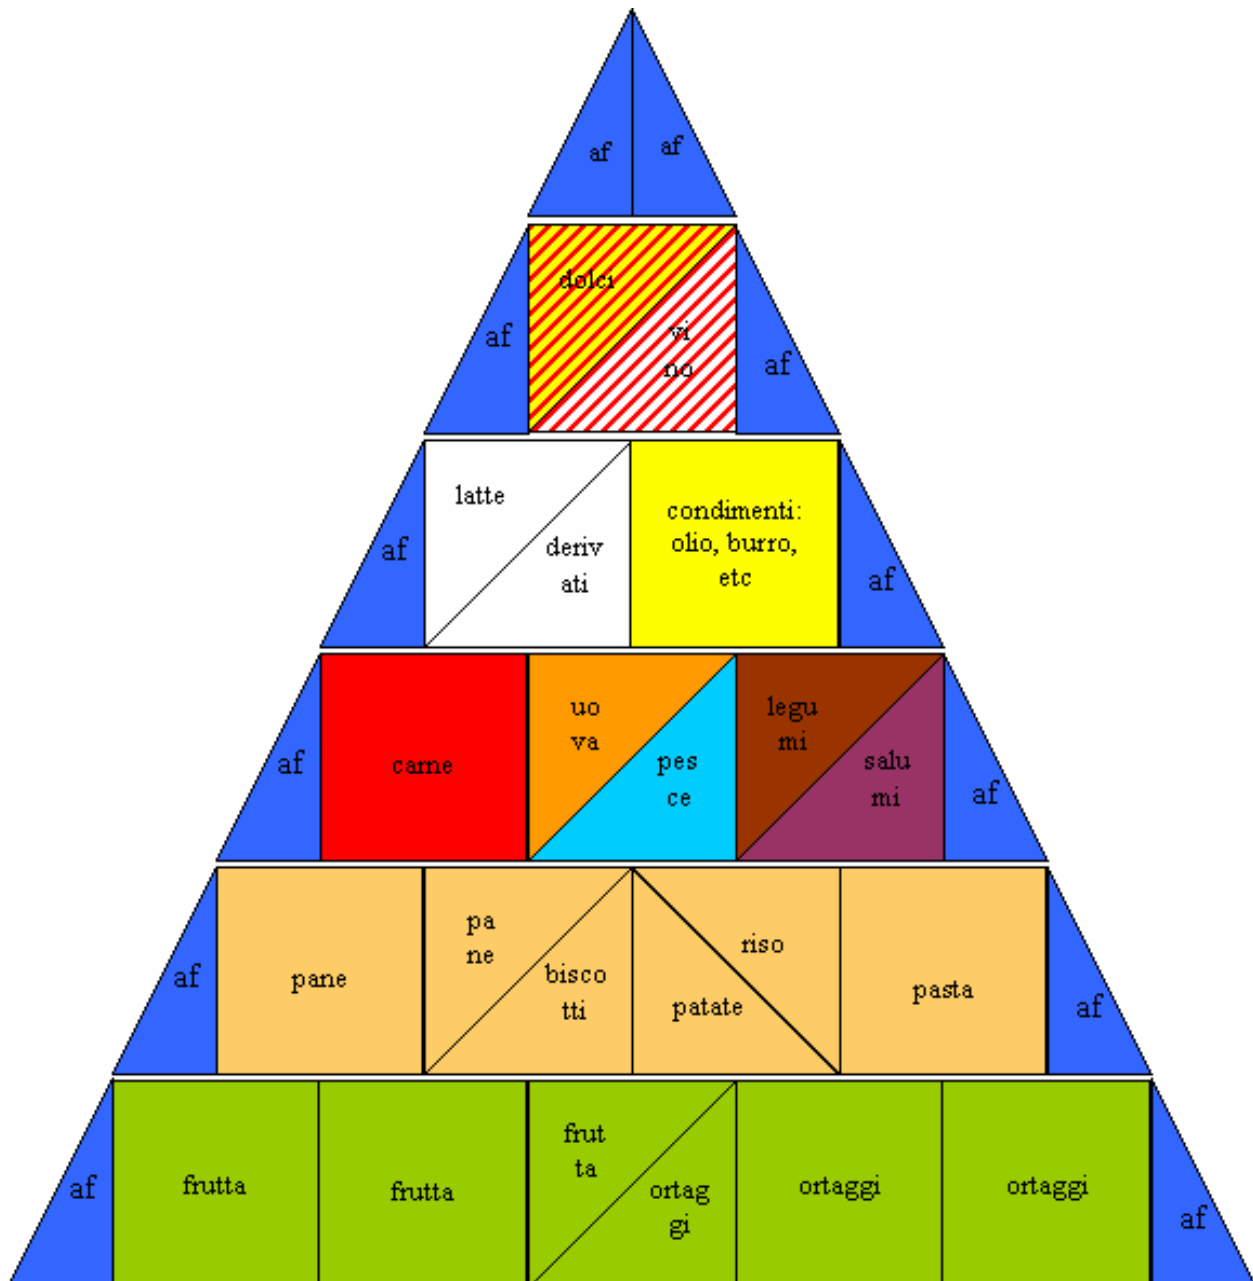 af
af
dolci
vi
no
af
af
latte
deriv
ati
condimenti:
olio, burro,
etc
af
af
carne
uo
va
pes
ce
legu
mi
salu
mi
af
af
pane
pa
ne
bisco
tti
patate
riso
pasta
af
af
frutta
frutta
frut
ta
ortag
gi
ortaggi
ortaggi
af
af